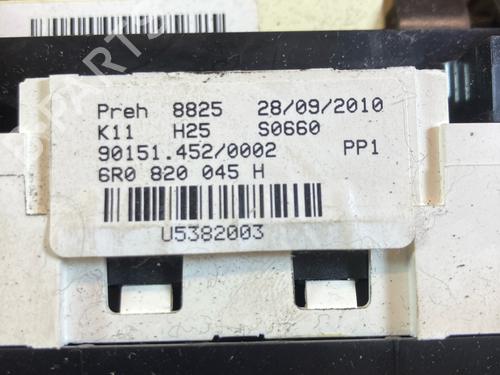 Preh 8825 28/09/2010
K11 H25 S0660
90151.452/0002 PP1
6R0 820 045 H
U5382003